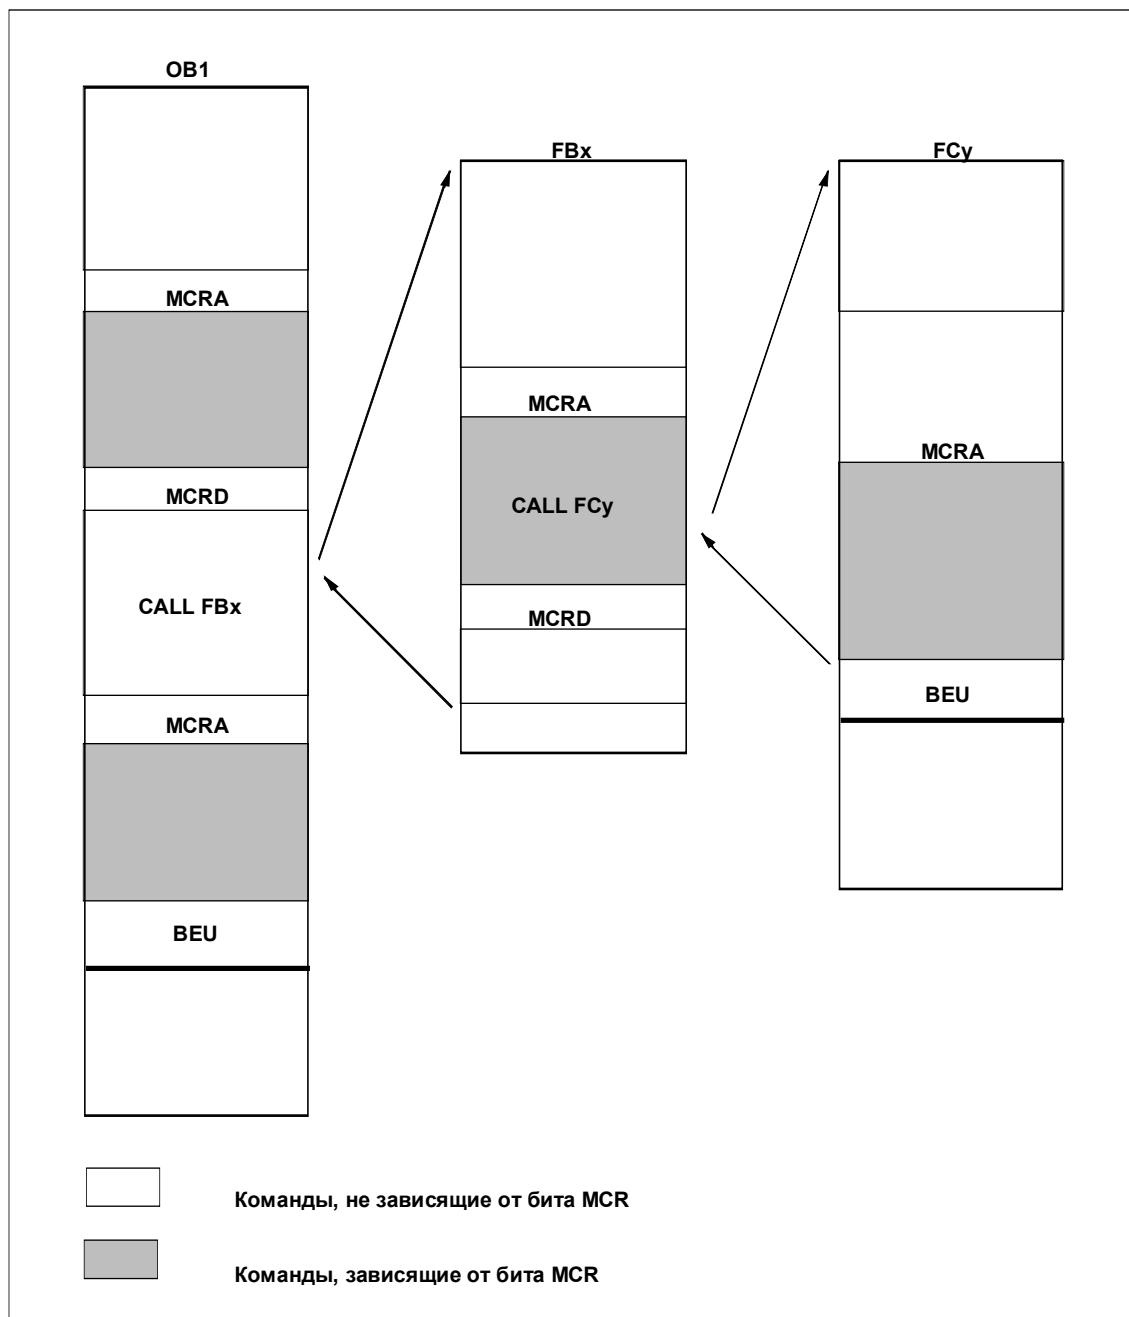 OB1
MCRA
MCRD
CALL FBx
MCRA
BEU
FBx
MCRA
CALL FCy
MCRD
FCy
MCRA
BEU
Команды, не зависящие от бита MCR
Команды, зависящие от бита MCR